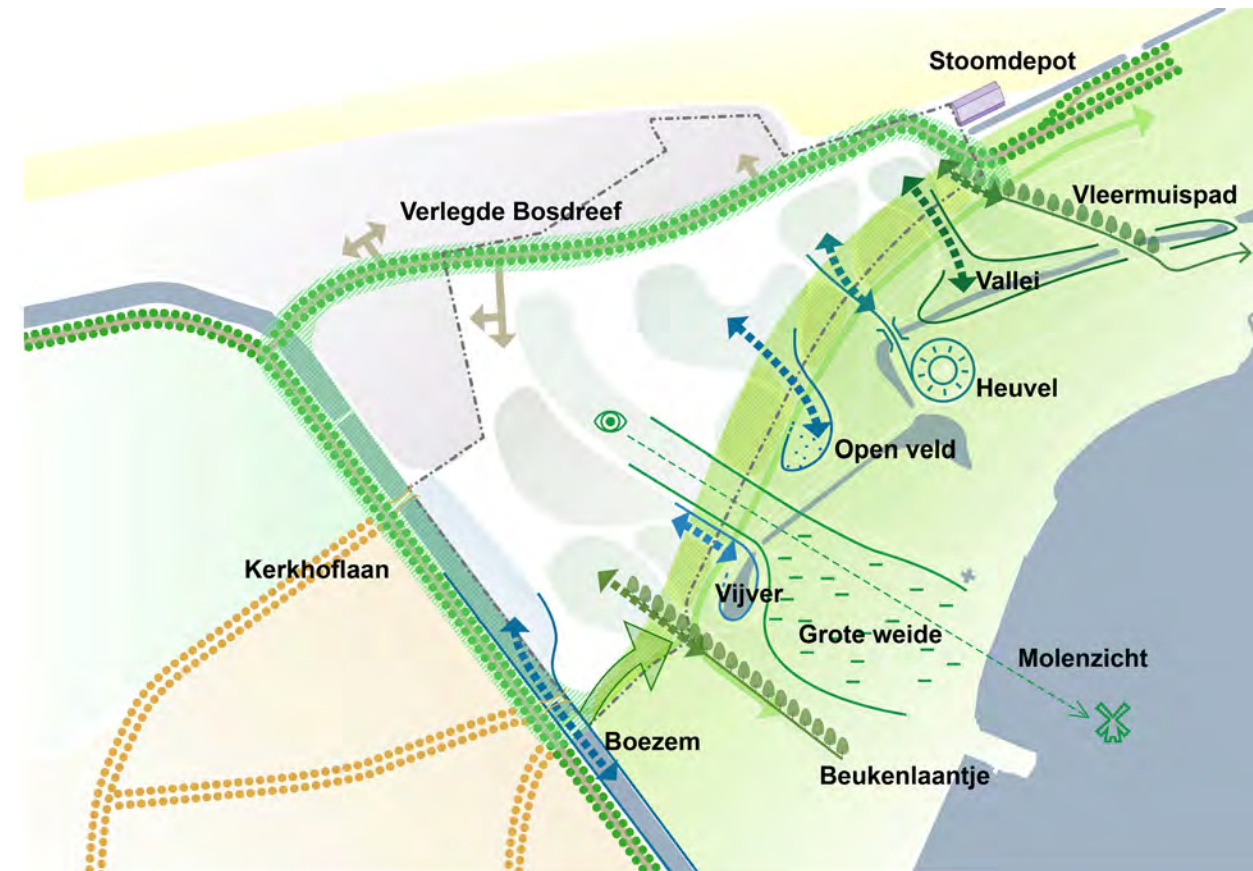 Stoomdepot
Vleermuispad
Verlegde Bosdreef
Vallei
Heuvel
Open veld
Kerkhoflaan
Vijver
Grote weide
Molenzicht
Boezem
Beukenlaantje